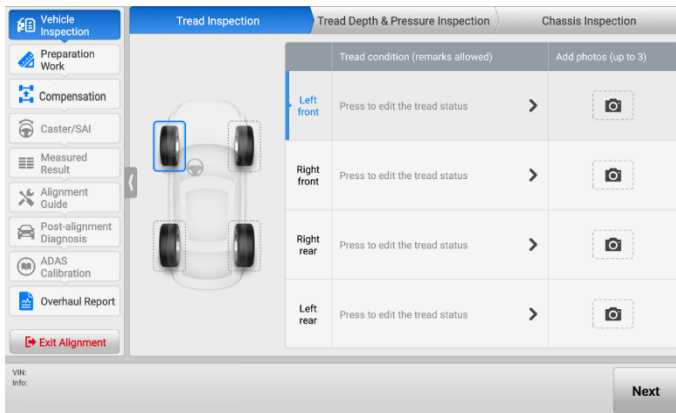 Vehicle
Inspection
Preparation
Work
Compensation
Caster/SAI
Measured
Result
Alignment
Guide
Post-alignment
Diagnosis
ADAS
Calibration
Overhaul Report
Exit Alignment
Tread Inspection
Tread Depth & Pressure Inspection
Chassis Inspection
Tread condition (remarks allowed)
Add photos (up to 3)
Left
front
Press to edit the tread status
Right
front
Press to edit the tread status
Right
rear
Press to edit the tread status
Left
rear
Press to edit the tread status
VIN:
Info:
Next